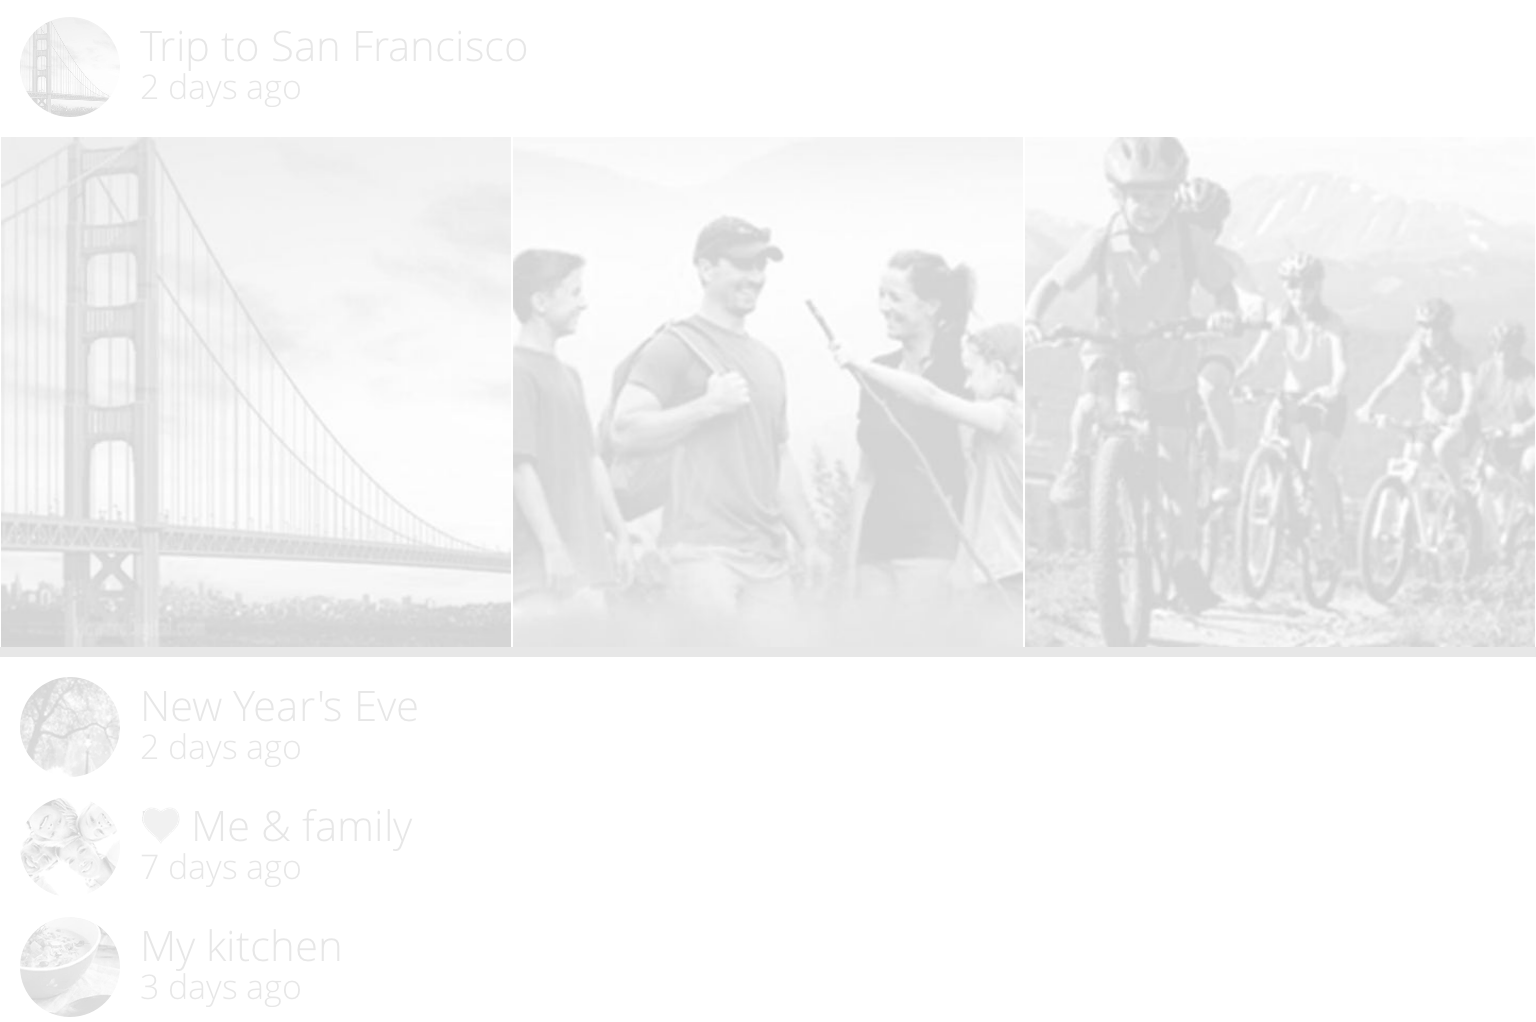 Trip to San Francisco
2 days ago
New Year's Eve
2 days ago
Me & family
7 days ago
My kitchen
3 days ago